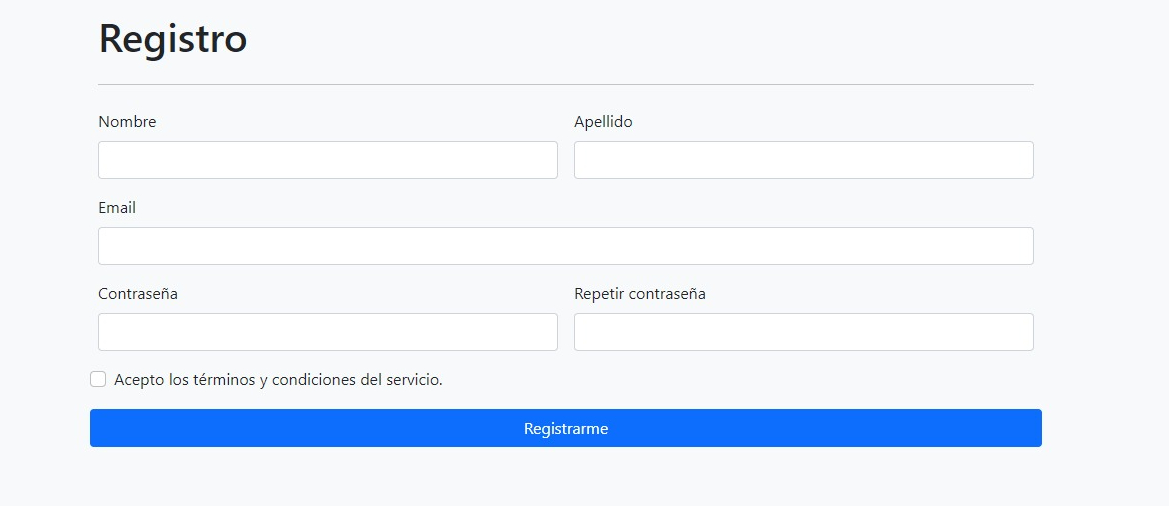 Registro
Nombre
Apellido
Email
Contraseña
Repetir contraseña
Acepto los términos y condiciones del servicio.
Registrarme